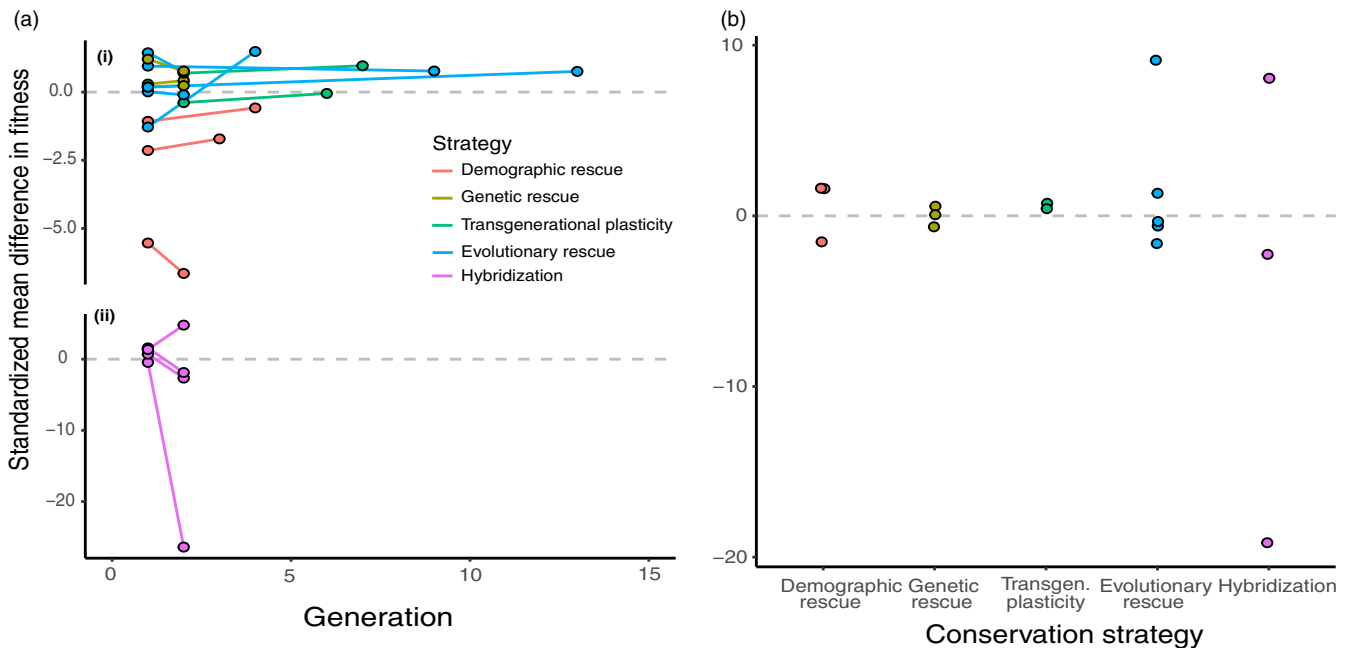 (a)
(i)
Standardized mean difference in fitness
0.0
−2.5
−5.0
Strategy
Demographic rescue
Genetic rescue
Transgenerational plasticity
Evolutionary rescue
Hybridization
(ii)
0
−10
−20
0
5
10
15
Generation
(b)
10
0
−10
−20
Demographic
rescue
Genetic
rescue
Transgen.
plasticity
Evolutionary
rescue
Hybridization
Conservation strategy